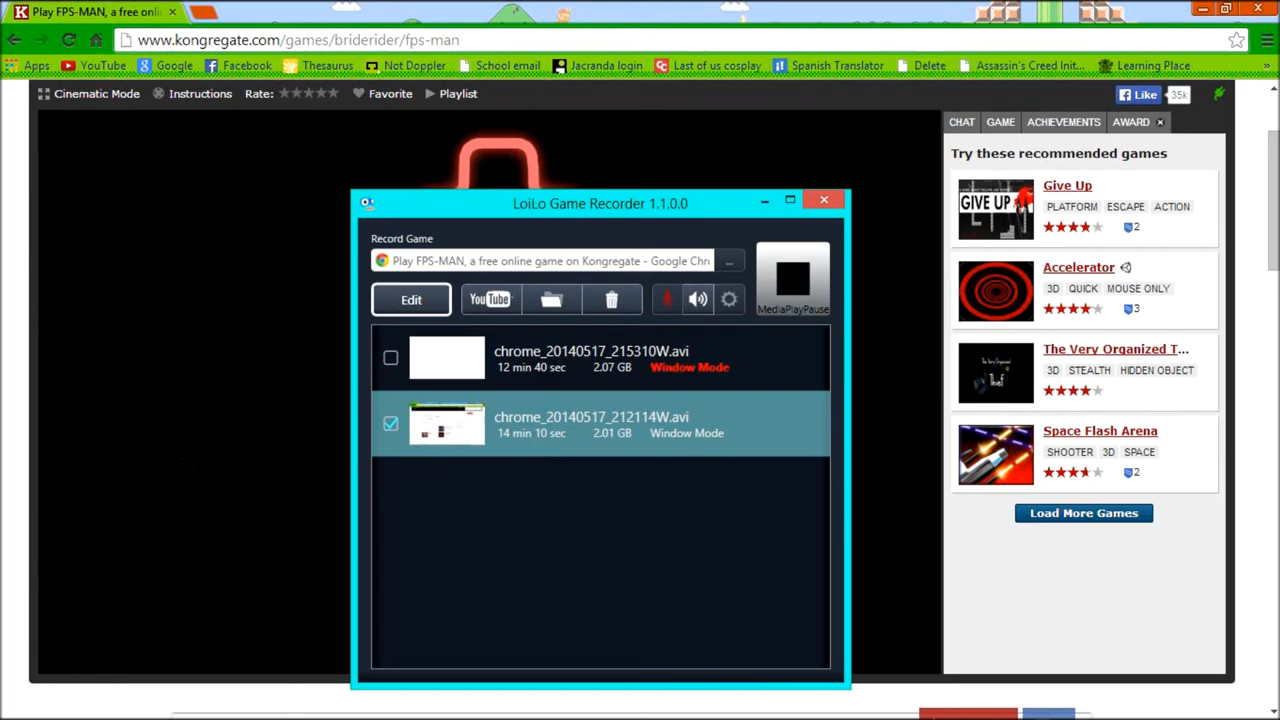 Play FPS-MAN, a free onlin
www.kongregate.com/games/briderider/fps-man
Apps YouTube Google Facebook Thesaurus Not Doppler School email Jacranda login Last of us cosplay Spanish Translator Delete Assassin's Creed Init... Learning Place »
Cinematic Mode Instructions Rate: Favorite Playlist Like 35k
CHAT GAME ACHIEVEMENTS AWARD
Try these recommended games
Give Up
PLATFORM ESCAPE ACTION
2
GIVE UP
Accelerator
3D QUICK MOUSE ONLY
3
The Very Organized T...
3D STEALTH HIDDEN OBJECT
Space Flash Arena
SHOOTER 3D SPACE
2
Load More Games
LoiLo Game Recorder 1.1.0.0
Record Game
Play FPS-MAN, a free online game on Kongregate - Google Chr
...
MediaPlayPause
Edit YouTube
chrome_20140517_215310W.avi
12 min 40 sec 2.07 GB Window Mode
chrome_20140517_212114W.avi
14 min 10 sec 2.01 GB Window Mode